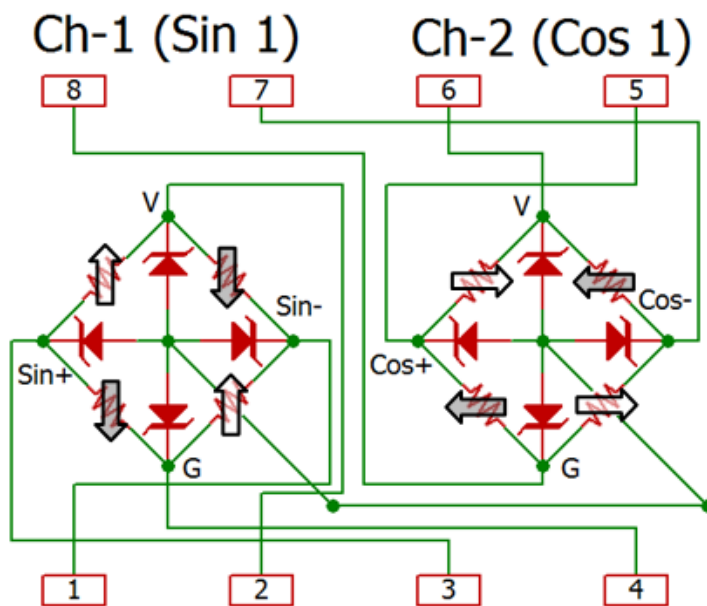 Ch-1 (Sin 1) Ch-2 (Cos 1)
8 7 6 5
V V
Sin- Cos-
Sin+ Cos+
G G
1 2 3 4